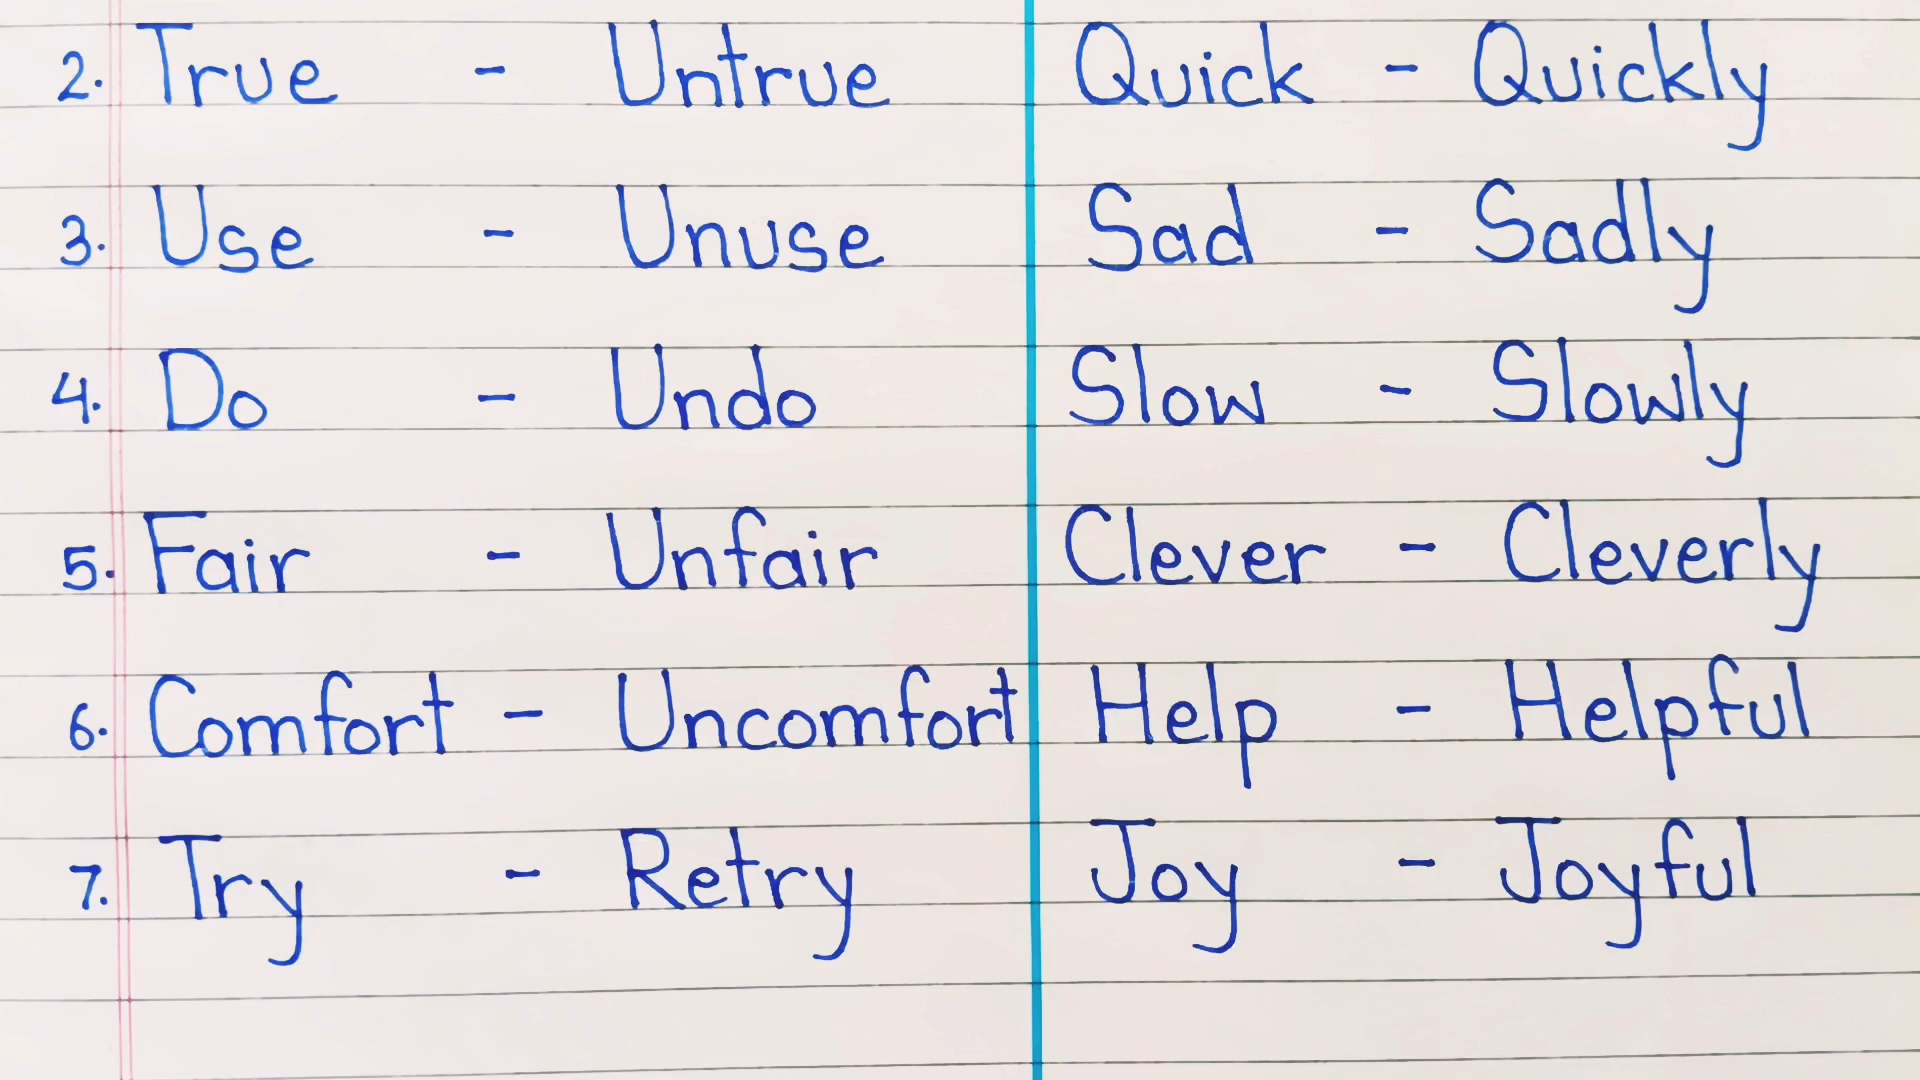 2. True - Untrue Quick - Quickly
3. Use - Unuse Sad - Sadly
4. Do - Undo Slow - Slowly
5. Fair - Unfair Clever - Cleverly
6. Comfort - Uncomfort Help - Helpful
7. Try - Retry Joy - Joyful